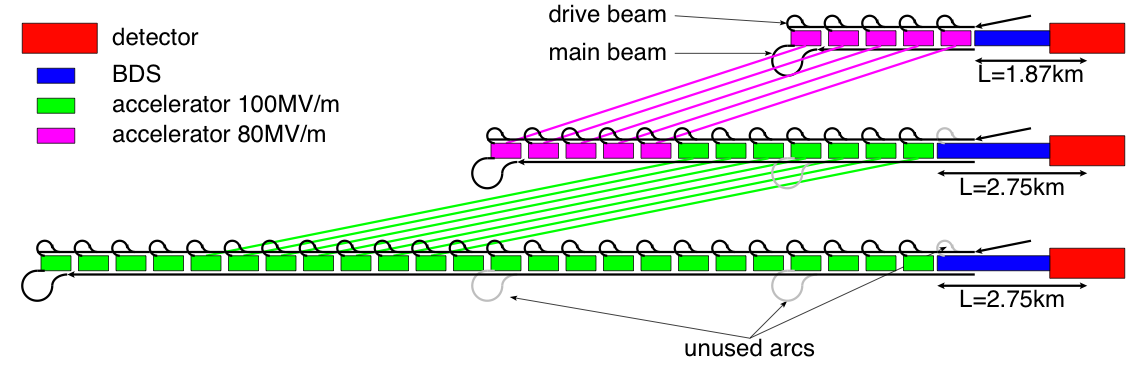 drive beam
main beam
detector
BDS
accelerator 100MV/m
accelerator 80MV/m
L=1.87km
L=2.75km
L=2.75km
unused arcs